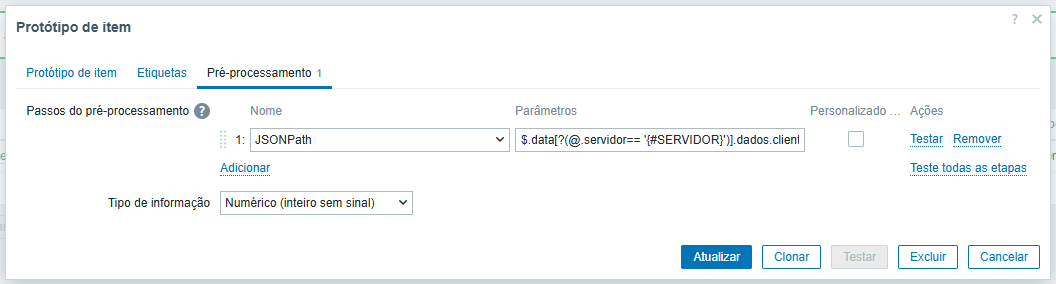 Protótipo de item
? ×
Protótipo de item Etiquetas Pré-processamento 1
Passos do pré-processamento ? Nome Parâmetros Personalizado ... Ações
1: JSONPath $.data[?(@.servidor== '{#SERVIDOR}')].dados.client Testar Remover
Adicionar Teste todas as etapas
Tipo de informação Numérico (inteiro sem sinal)
Atualizar Clonar Testar Excluir Cancelar